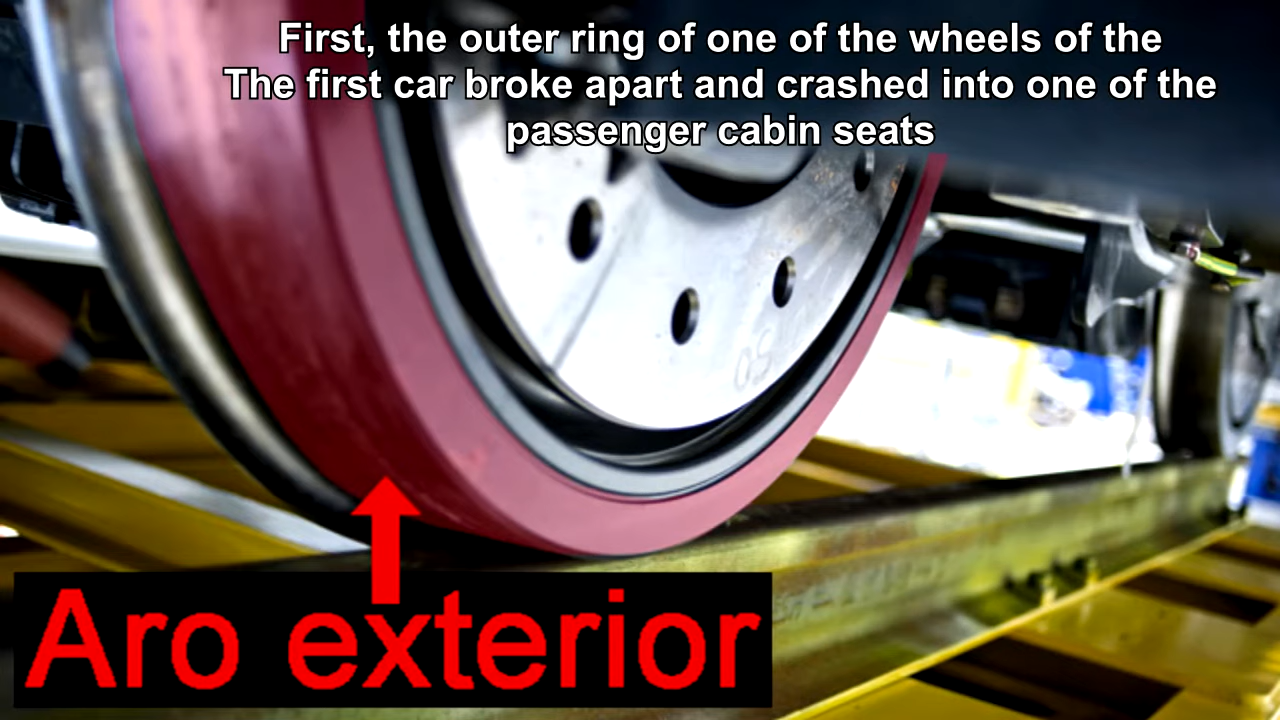 First, the outer ring of one of the wheels of the
The first car broke apart and crashed into one of the
passenger cabin seats
50
Aro exterior